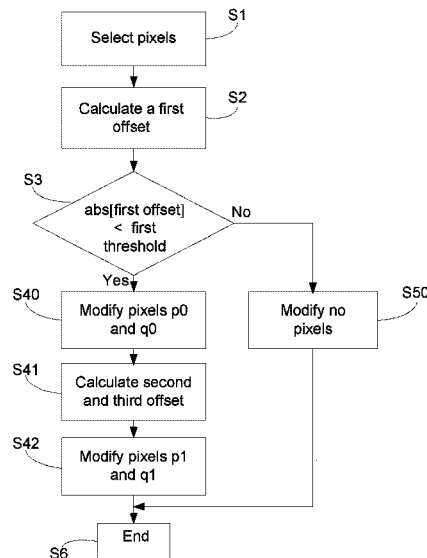 S1
Select pixels
S2
Calculate a first
offset
S3
abs[first offset]
< first
threshold
No
Yes
S40
Modify pixels p0
and q0
S50
Modify no
pixels
S41
Calculate second
and third offset
S42
Modify pixels p1
and q1
End
S6